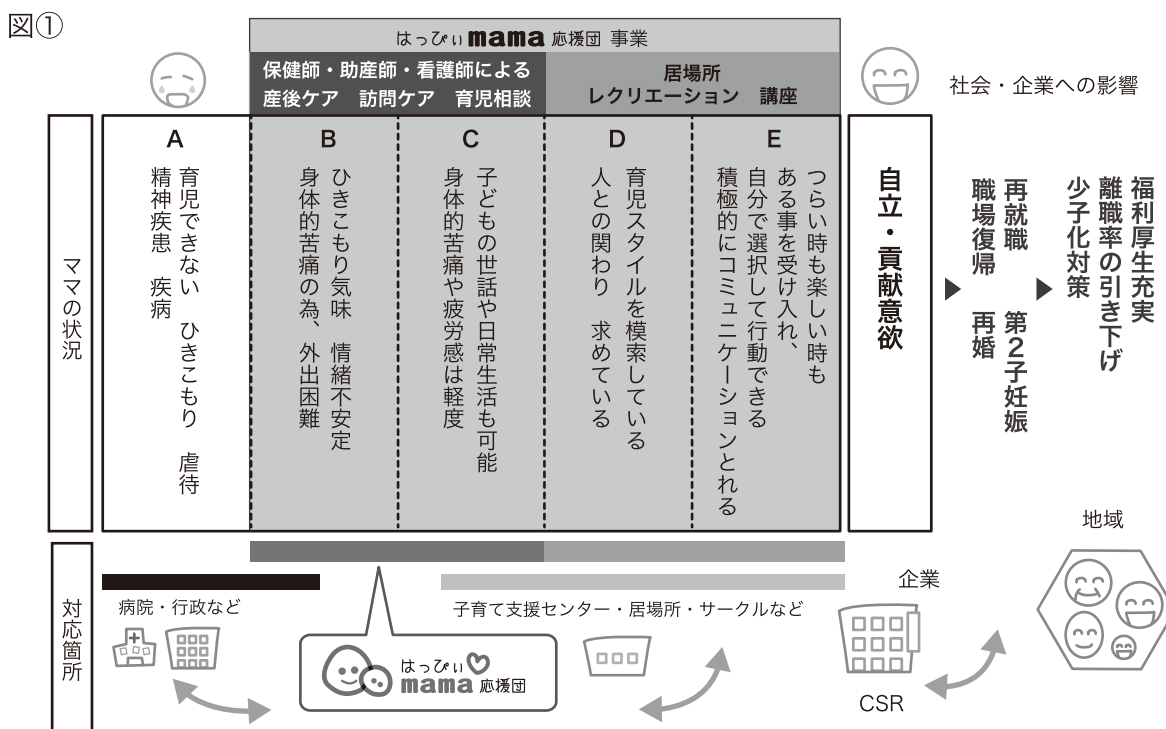 図①
はっぴぃmama応援団 事業
保健師・助産師・看護師による
産後ケア 訪問ケア 育児相談
居場所
レクリエーション 講座
社会・企業への影響
ママの状況
A
育児できない ひきこもり 虐待
精神疾患 疾病
B
ひきこもり気味 情緒不安定
身体的苦痛の為、外出困難
C
子どもの世話や日常生活も可能
身体的苦痛や疲労感は軽度
D
育児スタイルを模索している
人との関わり 求めている
E
つらい時も楽しい時も
ある事を受け入れ、
自分で選択して行動できる
積極的にコミュニケーションとれる
自立・貢献意欲
再就職 第2子妊娠
職場復帰 再婚
福利厚生充実
離職率の引き下げ
少子化対策
対応箇所
病院・行政など
はっぴぃ
mama応援団
子育て支援センター・居場所・サークルなど
企業
CSR
地域